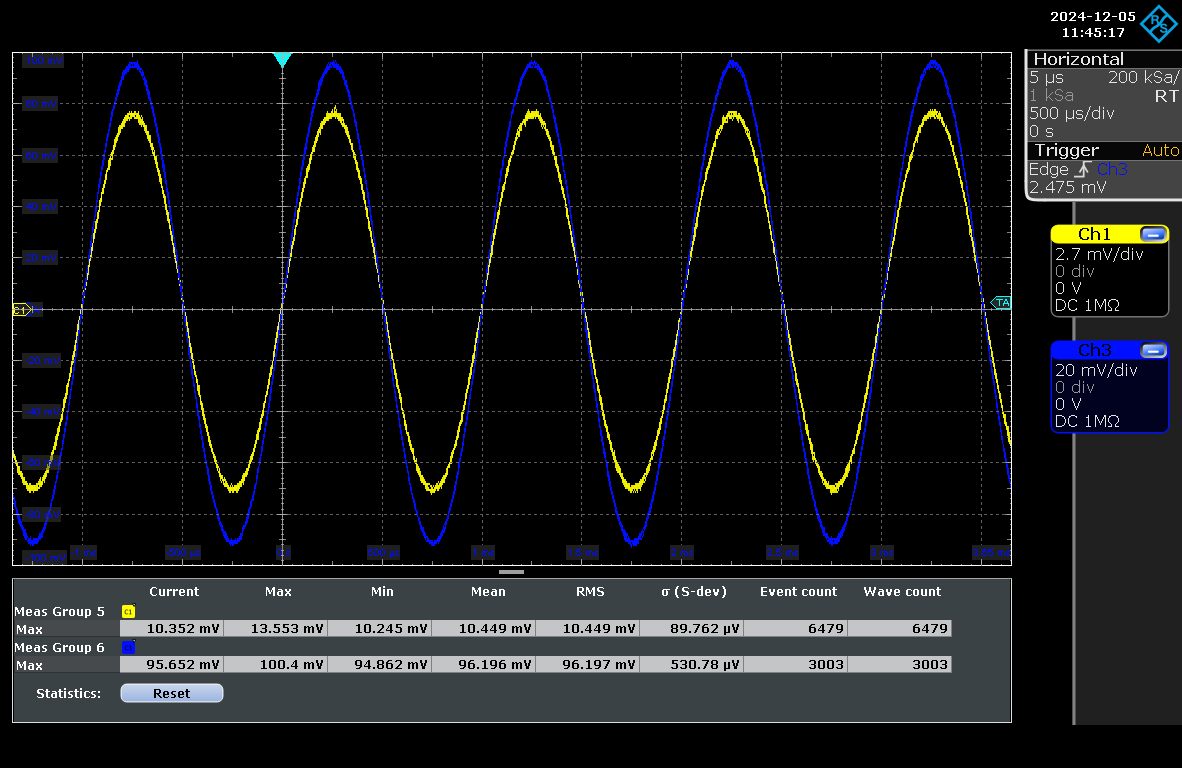 2024-12-05
11:45:17
R&S
Horizontal
5 µs 200 kSa/
1 kSa RT
500 µs/div
0 s
Trigger Auto
Edge Ch3
2.475 mV
Ch1
2.7 mV/div
0 div
0 V
DC 1MΩ
Ch3
20 mV/div
0 div
0 V
DC 1MΩ
C1
TA
Current Max Min Mean RMS σ (S-dev) Event count Wave count
Meas Group 5 C1
Max 10.352 mV 13.553 mV 10.245 mV 10.449 mV 10.449 mV 89.762 µV 6479 6479
Meas Group 6
Max 95.652 mV 100.4 mV 94.862 mV 96.196 mV 96.197 mV 530.78 µV 3003 3003
Statistics: Reset